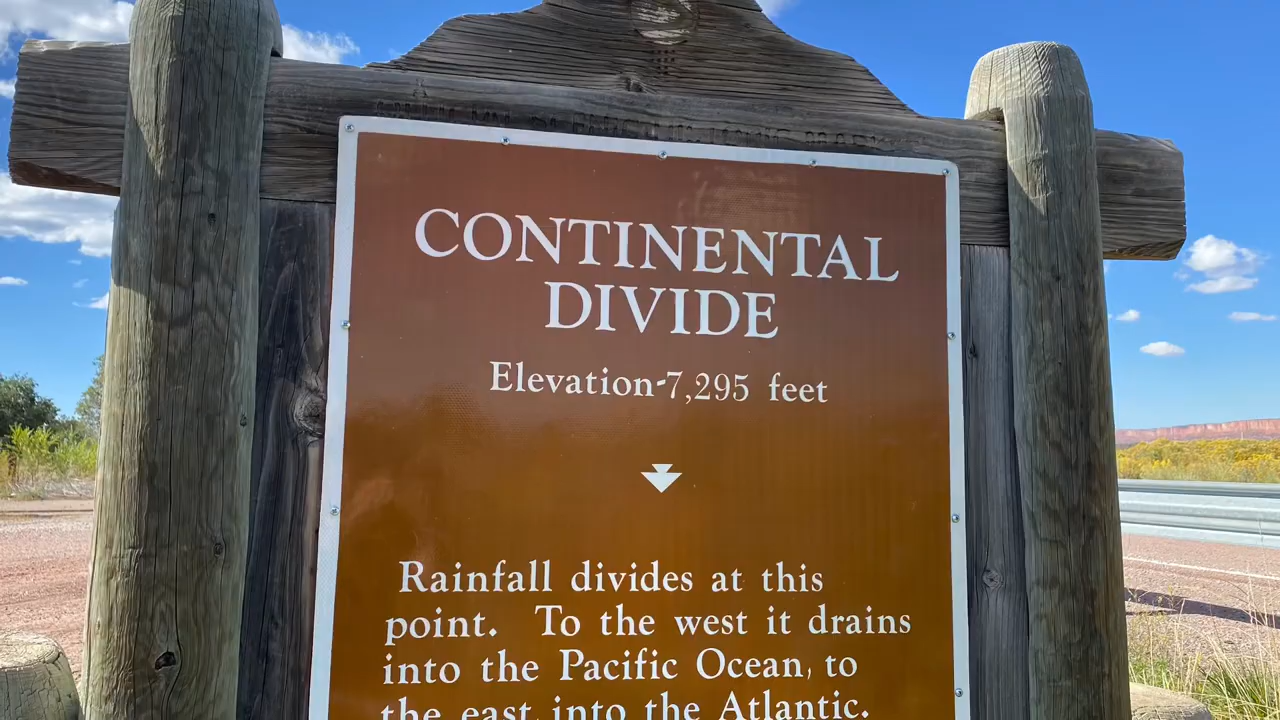 CONTINENTAL
DIVIDE
Elevation-7,295 feet
Rainfall divides at this
point. To the west it drains
into the Pacific Ocean, to
the east, into the Atlantic.